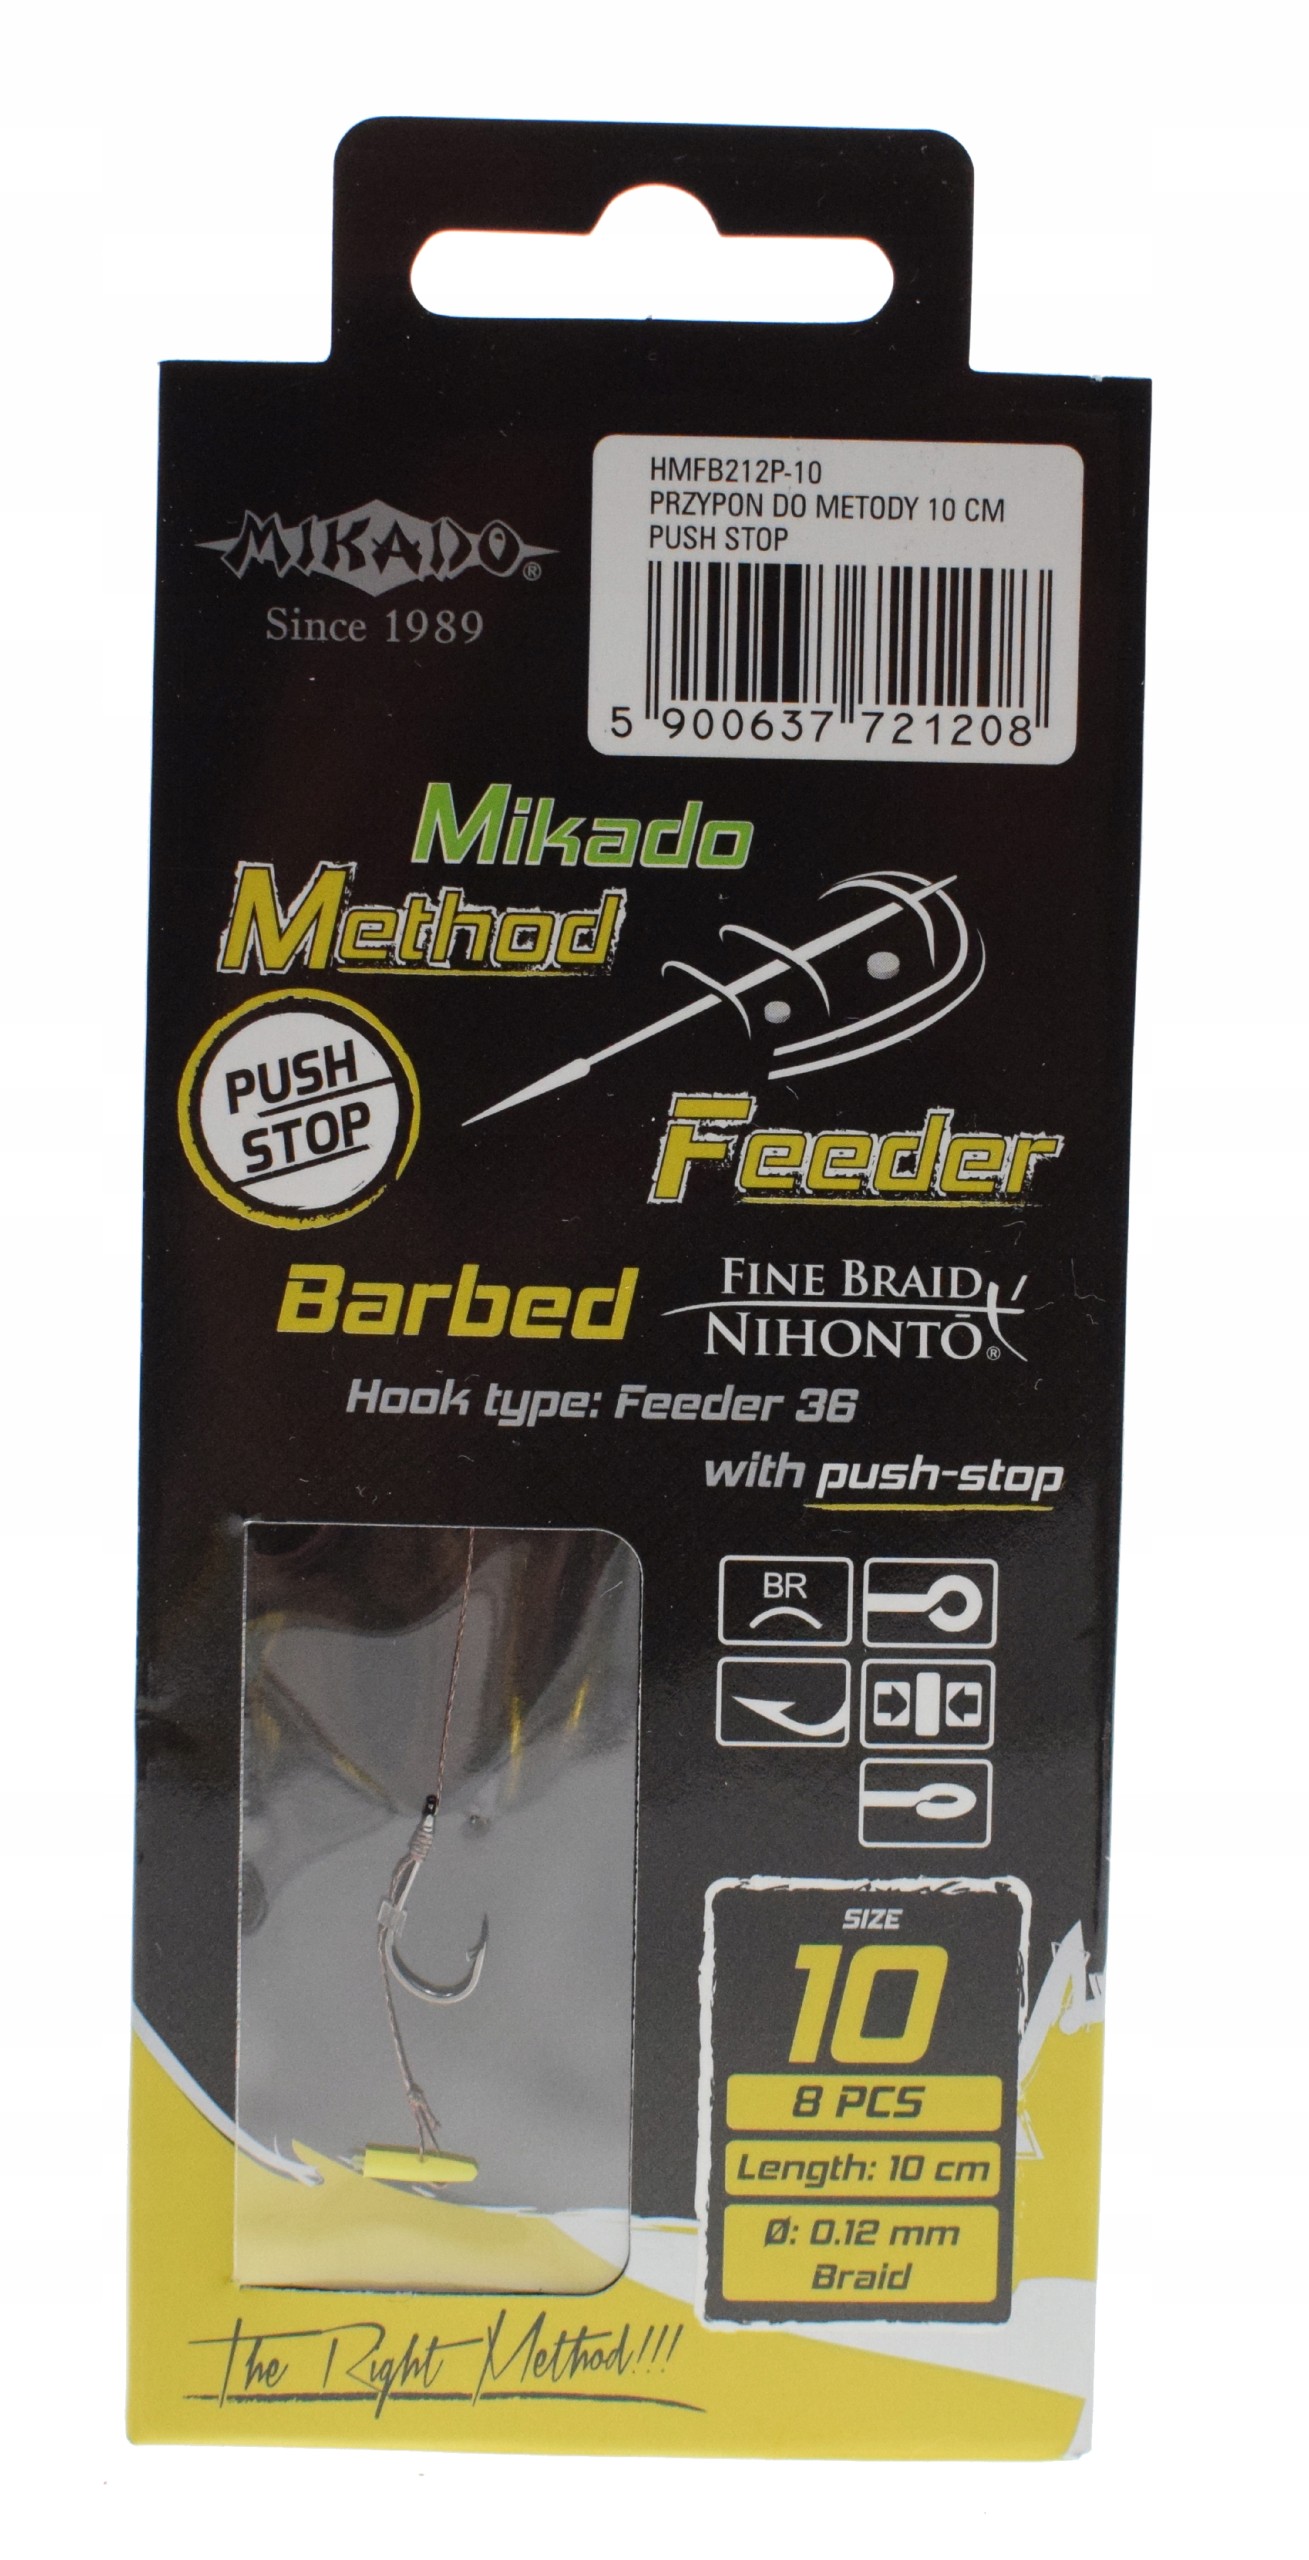 HMFB212P-10
PRZYPON DO METODY 10 CM
PUSH STOP
5 900637 721208
MIKADO®
Since 1989
Mikado
Method
PUSH
STOP
Feeder
Barbed
FINE BRAID
NIHONTŌ®
Hook type: Feeder 36
with push-stop
BR
SIZE
10
8 PCS
Length: 10 cm
Ø: 0.12 mm
Braid
The Right Method!!!